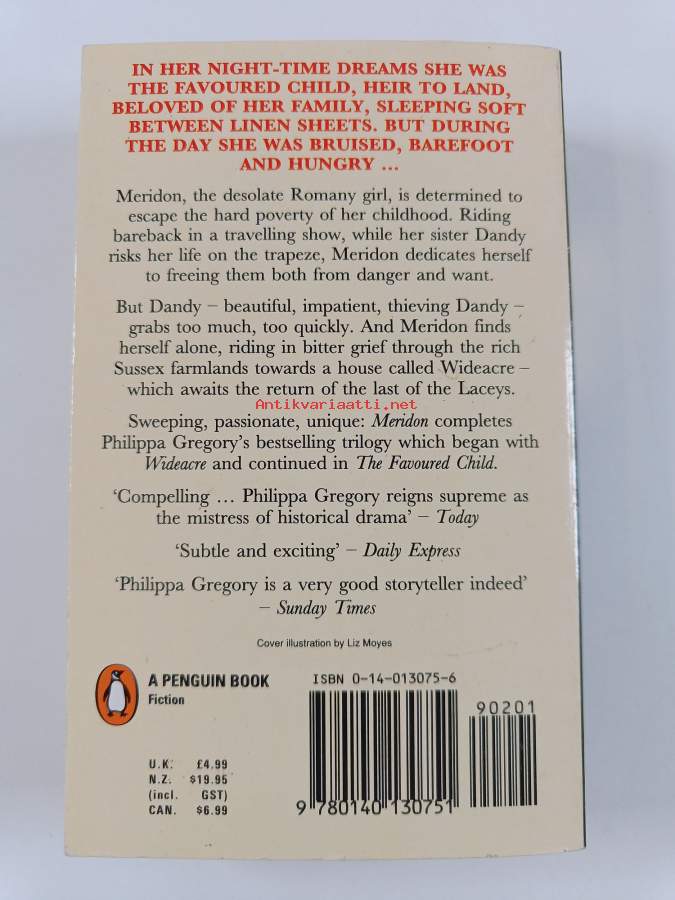 IN HER NIGHT-TIME DREAMS SHE WAS
THE FAVOURED CHILD, HEIR TO LAND,
BELOVED OF HER FAMILY, SLEEPING SOFT
BETWEEN LINEN SHEETS. BUT DURING
THE DAY SHE WAS BRUISED, BAREFOOT
AND HUNGRY ...
Meridon, the desolate Romany girl, is determined to
escape the hard poverty of her childhood. Riding
bareback in a travelling show, while her sister Dandy
risks her life on the trapeze, Meridon dedicates herself
to freeing them both from danger and want.
But Dandy – beautiful, impatient, thieving Dandy –
grabs too much, too quickly. And Meridon finds
herself alone, riding in bitter grief through the rich
Sussex farmlands towards a house called Wideacre –
which awaits the return of the last of the Laceys.
Antikvariaatti.net
Sweeping, passionate, unique: Meridon completes
Philippa Gregory's bestselling trilogy which began with
Wideacre and continued in The Favoured Child.
‘Compelling ... Philippa Gregory reigns supreme as
the mistress of historical drama’ – Today
‘Subtle and exciting’ – Daily Express
‘Philippa Gregory is a very good storyteller indeed’
– Sunday Times
Cover illustration by Liz Moyes
A PENGUIN BOOK
Fiction
U.K. £4.99
N.Z. $19.95
(incl. GST)
CAN. $6.99
ISBN 0-14-013075-6
90201
9 780140 130751